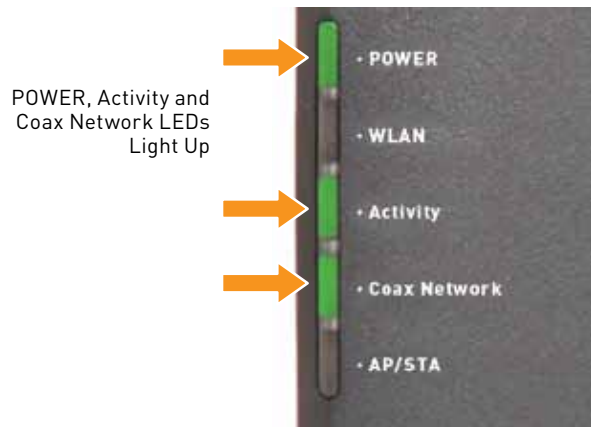 POWER, Activity and
Coax Network LEDs
Light Up
· POWER
· WLAN
· Activity
· Coax Network
· AP/STA